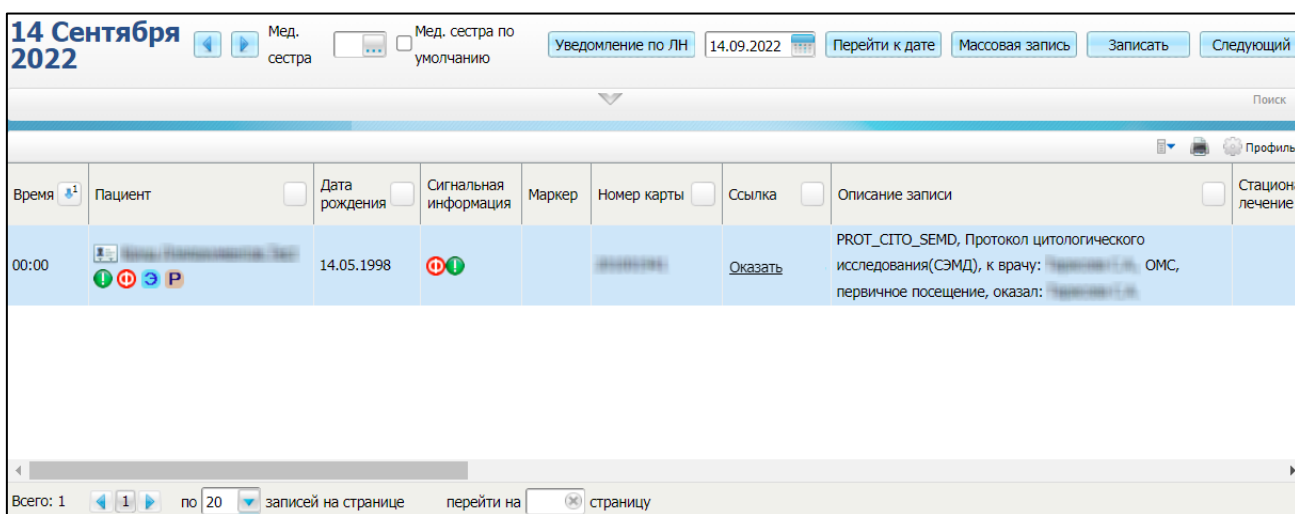 14 Сентября 2022
Мед. сестра
...
Мед. сестра по умолчанию
Уведомление по ЛН
14.09.2022
Перейти к дате
Массовая запись
Записать
Следующий
Поиск
Профиль
Время 1
Пациент
Дата рождения
Сигнальная информация
Маркер
Номер карты
Ссылка
Описание записи
Стациона лечение
00:00
Э Р
14.05.1998
Оказать
PROT_CITO_SEMD, Протокол цитологического
исследования(СЭМД), к врачу: ОМС,
первичное посещение, оказал:
Всего: 1
1
по 20 записей на странице
перейти на страницу